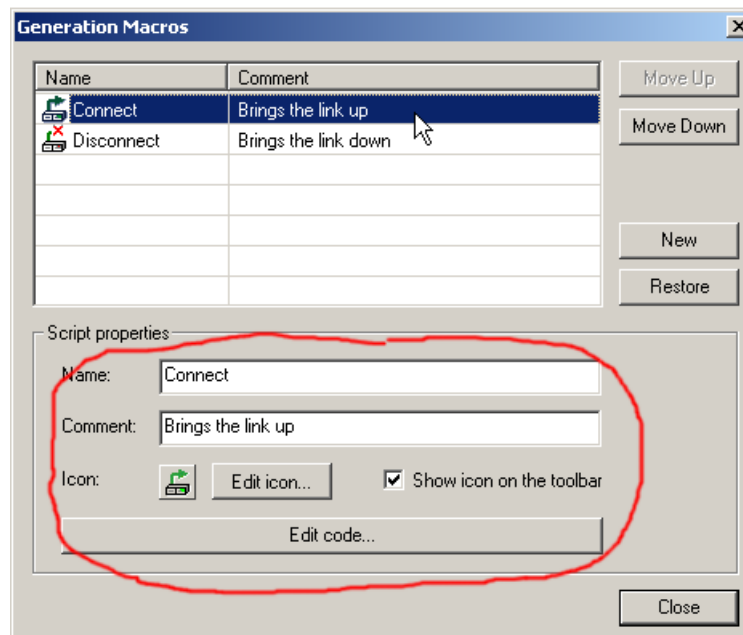 Generation Macros
Name Comment
Connect Brings the link up
Disconnect Brings the link down
Move Up
Move Down
New
Restore
Script properties
Name: Connect
Comment: Brings the link up
Icon: Edit icon... Show icon on the toolbar
Edit code...
Close